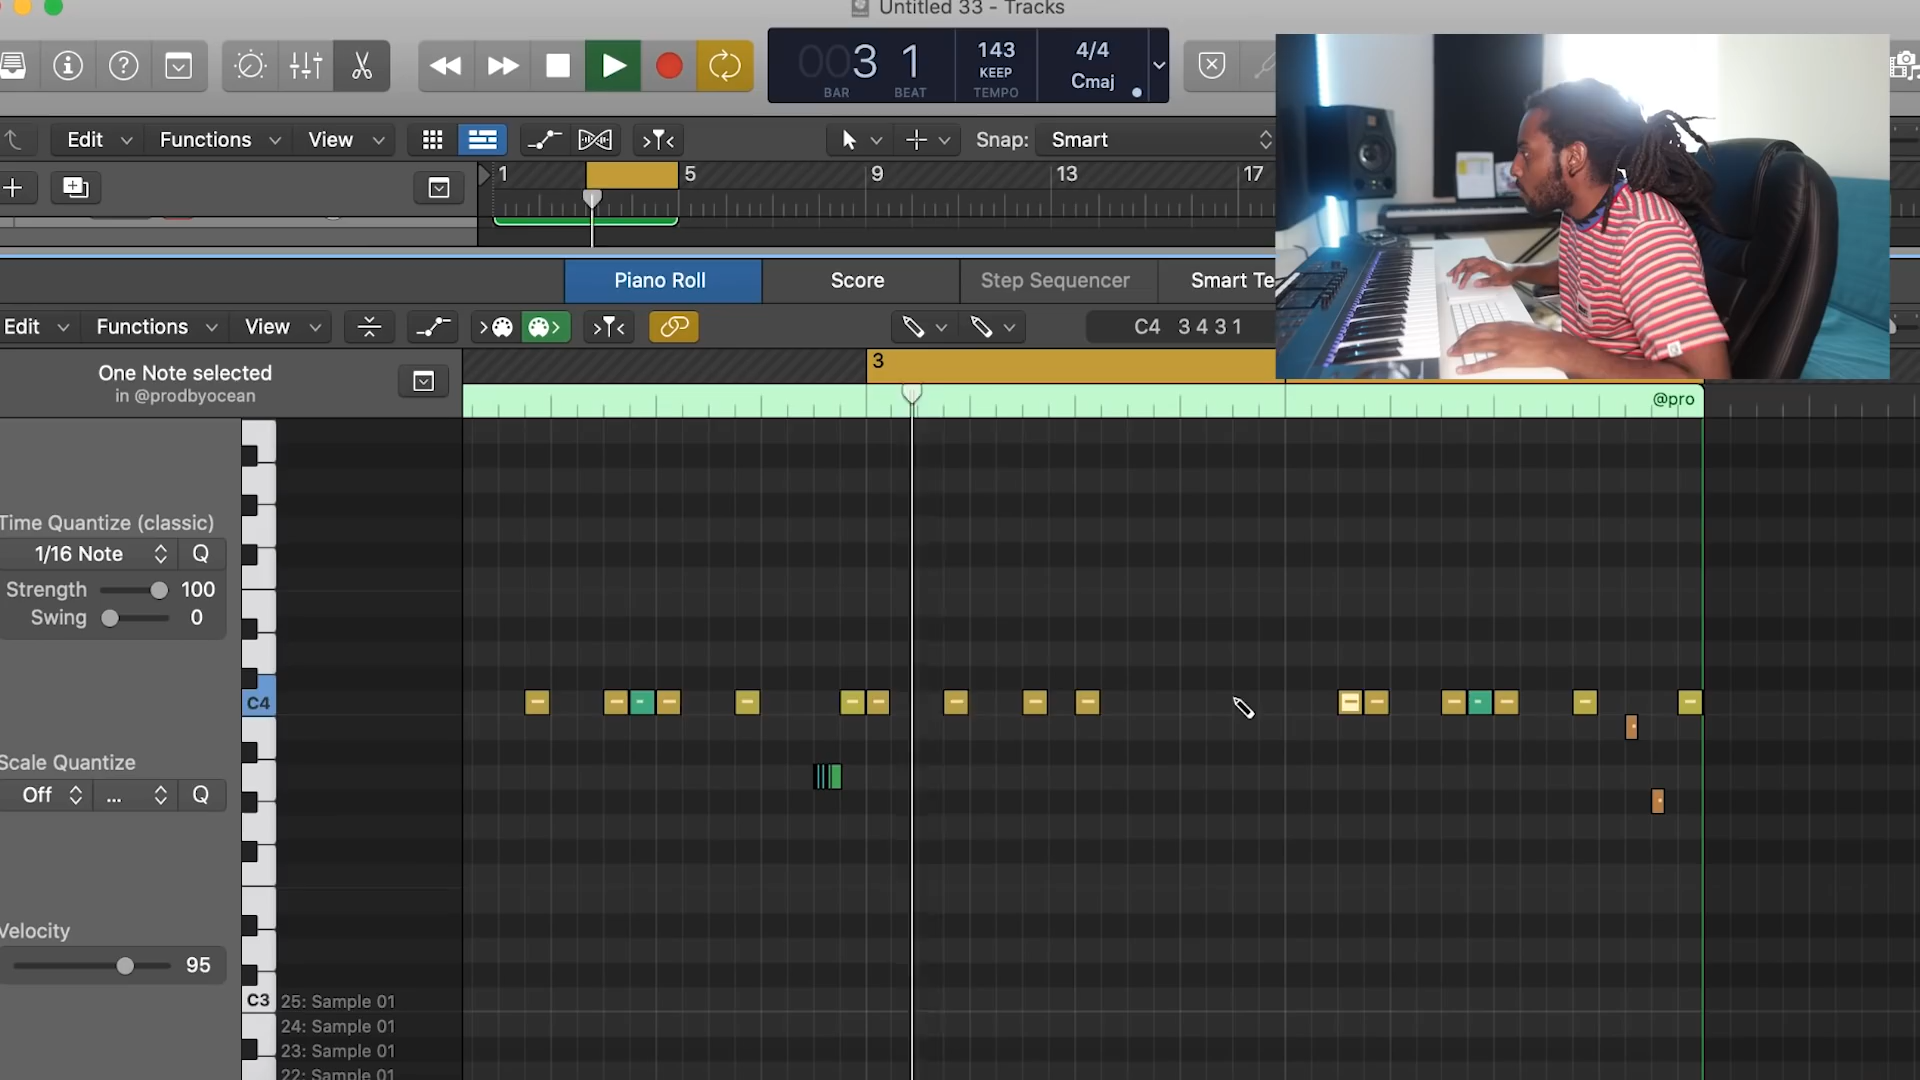 Untitled 33 - Tracks
003 1
BAR BEAT
143
KEEP
TEMPO
4/4
Cmaj
Edit Functions View Snap: Smart
1 5 9 13 17
Piano Roll Score Step Sequencer Smart Te
Edit Functions View C4 3 4 3 1
One Note selected
in @prodbyocean
3
@pro
Time Quantize (classic)
1/16 Note Q
Strength 100
Swing 0
C4
Scale Quantize
Off ... Q
Velocity
95
C3 25: Sample 01
24: Sample 01
23: Sample 01
22: Sample 01